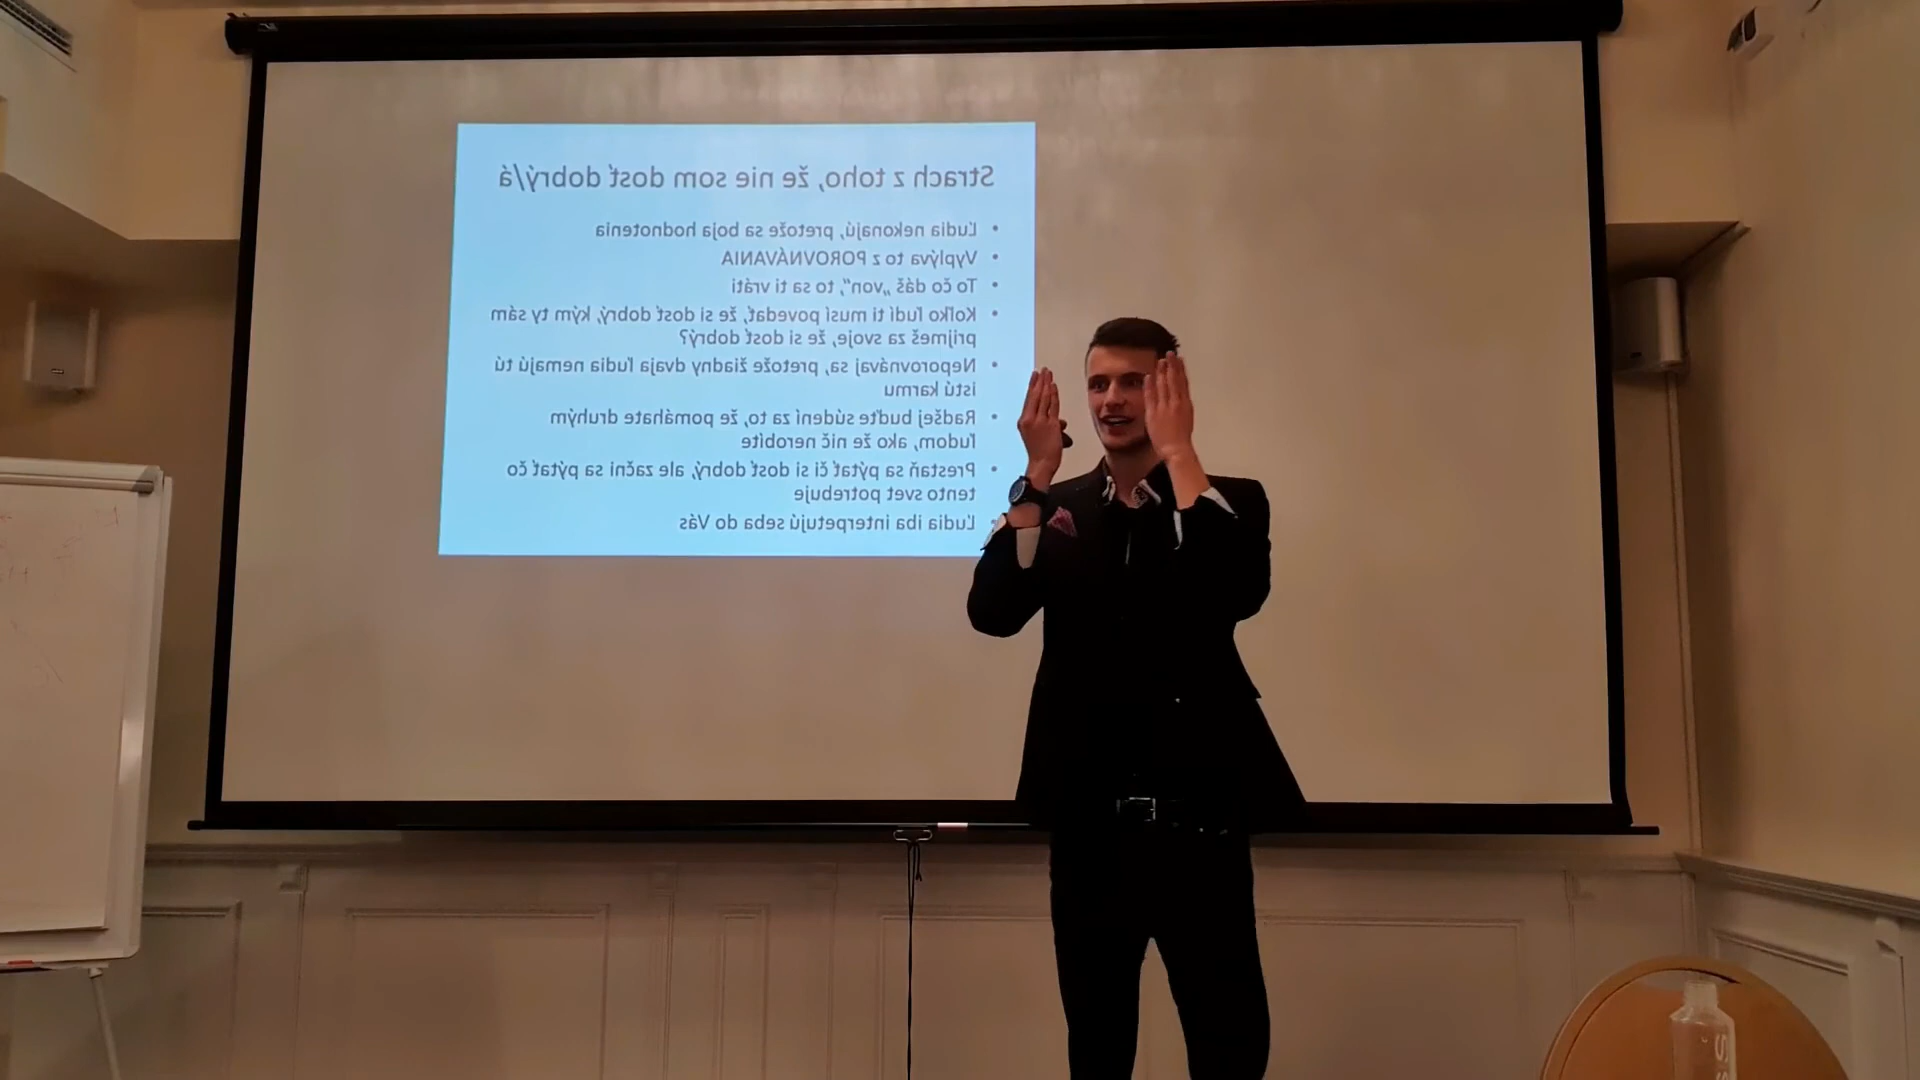 Strach z toho, že nie som dosť dobrý/á
• Ľudia nekonajú, pretože sa boja hodnotenia
• Vyplýva to z POROVNÁVANIA
• To čo dáš „von“, to sa ti vráti
• Koľko ľudí ti musí povedať, že si dosť dobrý, kým ty sám
príjmeš za svoje, že si dosť dobrý?
• Neporovnávaj sa, pretože žiadny dvaja ľudia nemajú tú
istú karmu
• Radšej buďte súdení za to, že pomáhate druhým
ľuďom, ako že nič nerobíte
• Prestaň sa pýtať či si dosť dobrý, ale začni sa pýtať čo
tento svet potrebuje
• Ľudia iba interpetujú seba do Vás